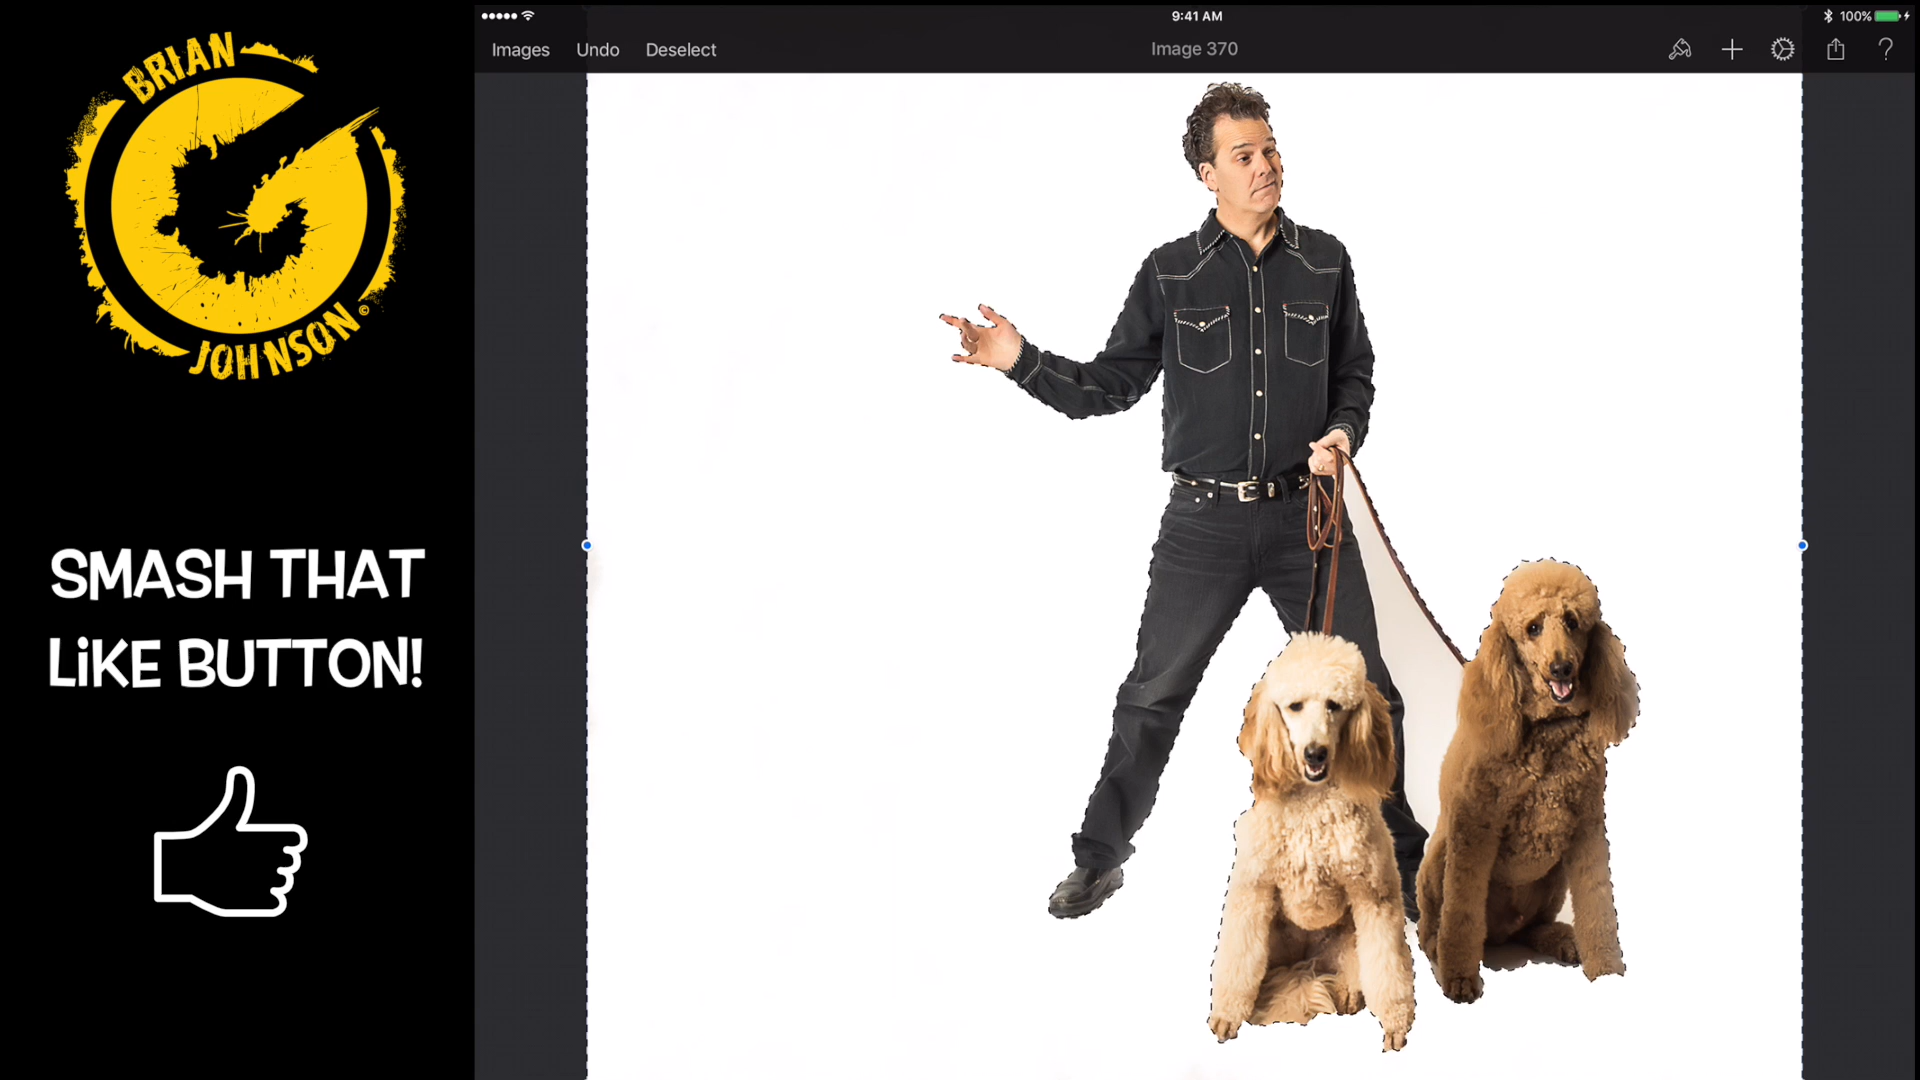 BRIAN
JOHNSON©
SMASH THAT
LiKE BUTTON!
9:41 AM
100%
Images Undo Deselect
Image 370
?